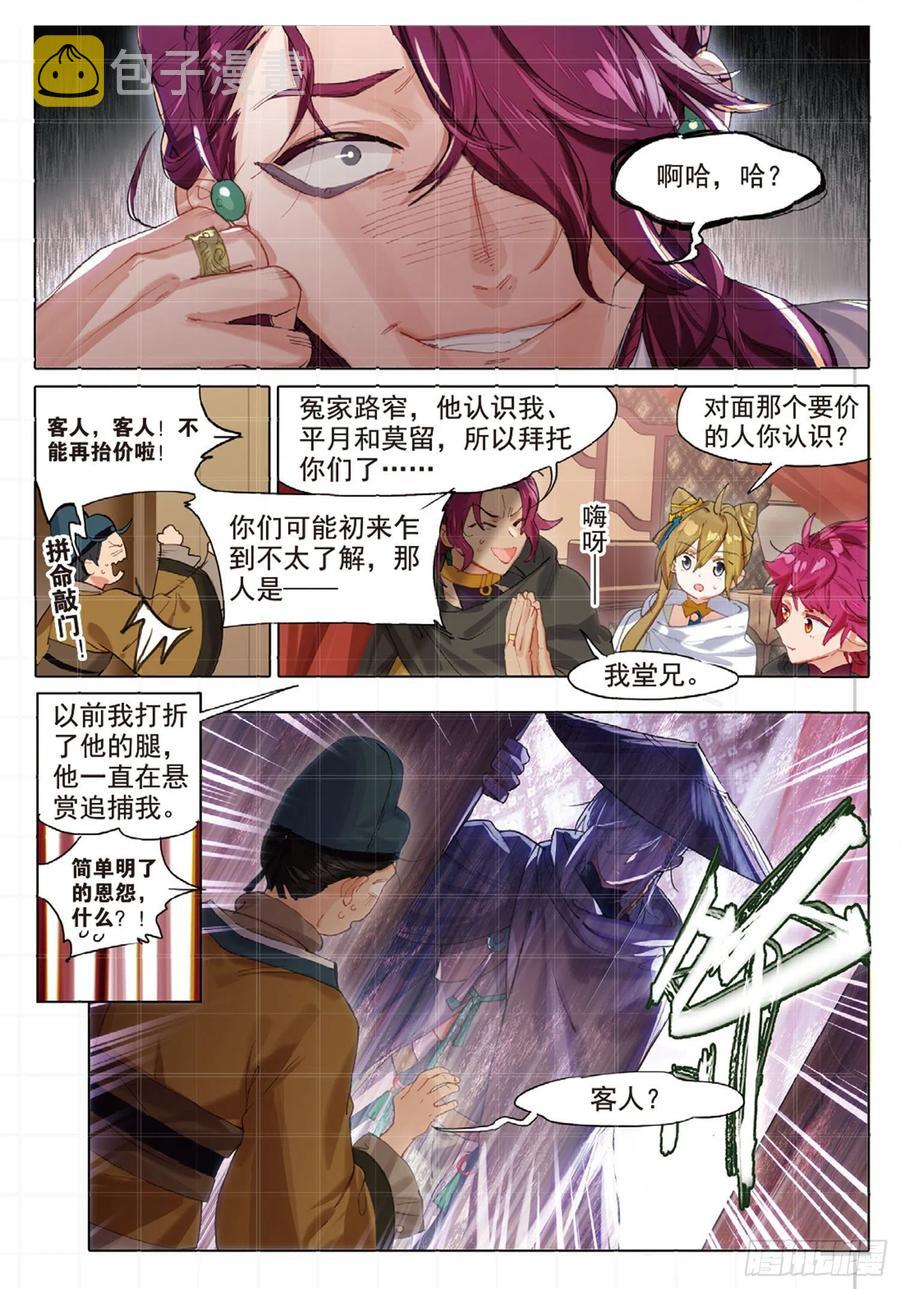 包子漫畫
啊哈，哈？
对面那个要价
的人你认识？
冤家路窄，他认识我、
平月和莫留，所以拜托
你们了……
嗨呀——
客人，客人！不
能再抬价啦！
拼命敲门！
你们可能初来乍
到不太了解，那
人是——
我堂兄。
以前我打折
了他的腿，
他一直在悬
赏追捕我。
简单明了
的恩怨，
什么？！
客人？
腾讯动漫